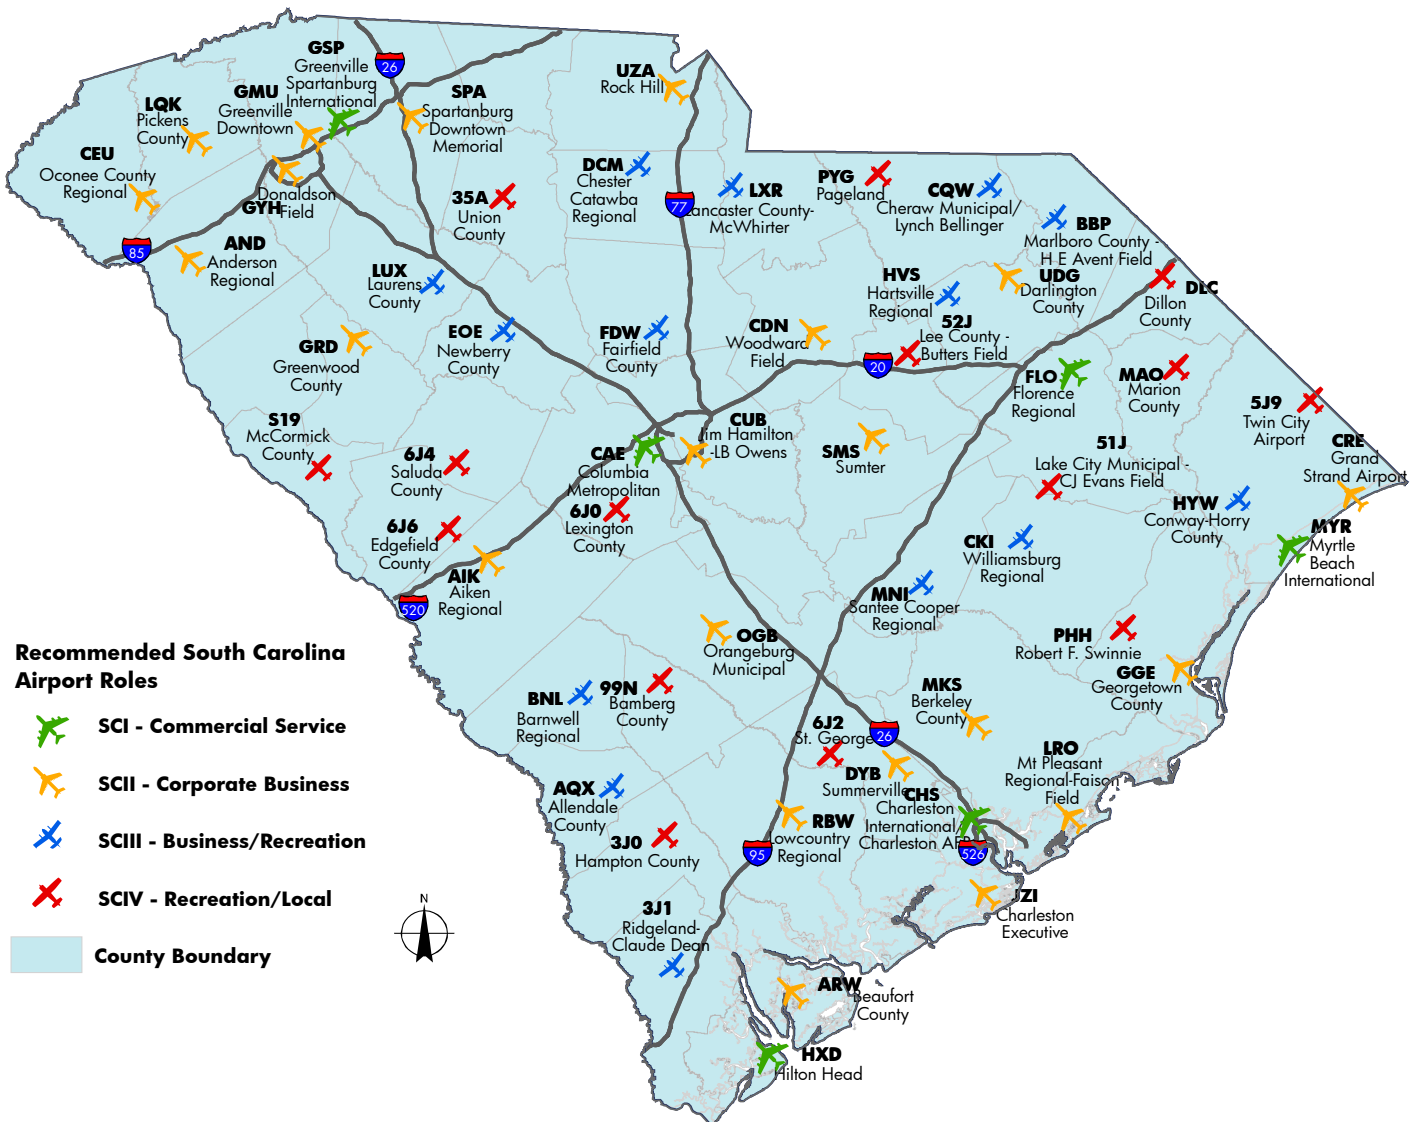 GSP
Greenville
Spartanburg
International
26
UZA
Rock Hill
LQK
Pickens
County
GMU
Greenville
Downtown
SPA
Spartanburg
Downtown
Memorial
CEU
Oconee County
Regional
GYH
Donaldson
Field
35A
Union
County
DCM
Chester
Catawba
Regional
77
LXR
Lancaster County-
McWhirter
PYG
Pageland
CQW
Cheraw Municipal/
Lynch Bellinger
BBP
Marlboro County -
H E Avent Field
85
AND
Anderson
Regional
LUX
Laurens
County
HVS
Hartsville
Regional
UDG
Darlington
County
DLC
Dillon
County
GRD
Greenwood
County
EOE
Newberry
County
FDW
Fairfield
County
CDN
Woodward
Field
52J
Lee County -
Butters Field
20
FLO
Florence
Regional
MAO
Marion
County
5J9
Twin City
Airport
S19
McCormick
County
6J4
Saluda
County
CAE
Columbia
Metropolitan
CUB
Jim Hamilton
-LB Owens
SMS
Sumter
51J
Lake City Municipal -
CJ Evans Field
CRE
Grand
Strand Airport
6J6
Edgefield
County
6J0
Lexington
County
HYW
Conway-Horry
County
MYR
Myrtle
Beach
International
CKI
Williamsburg
Regional
AIK
Aiken
Regional
520
MNI
Santee Cooper
Regional
OGB
Orangeburg
Municipal
PHH
Robert F. Swinnie
GGE
Georgetown
County
BNL
Barnwell
Regional
99N
Bamberg
County
MKS
Berkeley
County
6J2
St. George
26
DYB
Summerville
LRO
Mt Pleasant
Regional-Faison
Field
AQX
Allendale
County
CHS
Charleston
International/
Charleston AFB
526
3J0
Hampton County
RBW
Lowcountry
Regional
95
3J1
Ridgeland-
Claude Dean
JZI
Charleston
Executive
ARW
Beaufort
County
HXD
Hilton Head
Recommended South Carolina
Airport Roles
SCI - Commercial Service
SCII - Corporate Business
SCIII - Business/Recreation
SCIV - Recreation/Local
County Boundary
N